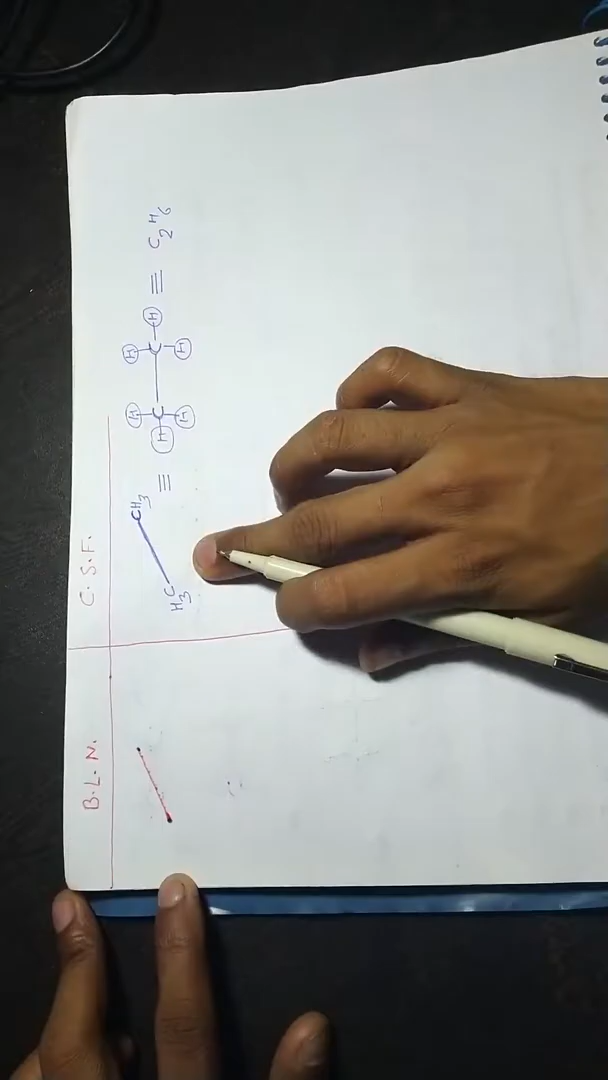 B.L.N. C.S.F.
H3C CH3 ≡ H H H C C H H H ≡ C2H6